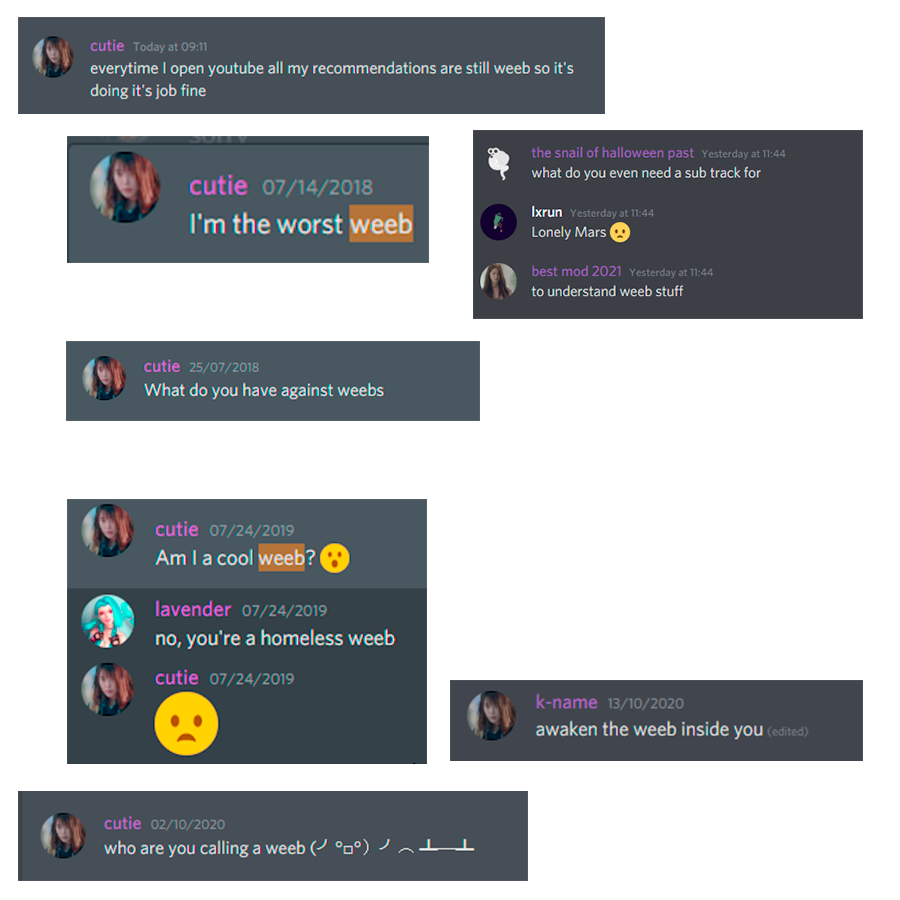 cutie Today at 09:11
everytime I open youtube all my recommendations are still weeb so it's
doing it's job fine
sorry
cutie 07/14/2018
I'm the worst weeb
the snail of halloween past Yesterday at 11:44
what do you even need a sub track for
lxrun Yesterday at 11:44
Lonely Mars 🙁
best mod 2021 Yesterday at 11:44
to understand weeb stuff
cutie 25/07/2018
What do you have against weebs
cutie 07/24/2019
Am I a cool weeb? 😮
lavender 07/24/2019
no, you're a homeless weeb
cutie 07/24/2019
🙁
k-name 13/10/2020
awaken the weeb inside you (edited)
cutie 02/10/2020
who are you calling a weeb (╯°□°）╯︵ ┻━┻